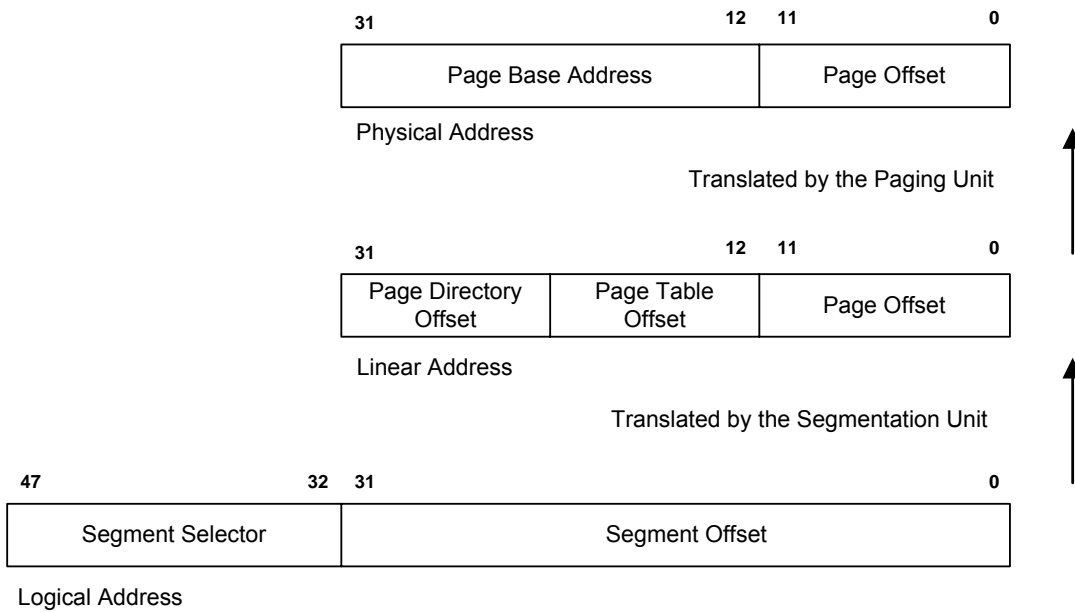 31 12 11 0
Page Base Address Page Offset
Physical Address
Translated by the Paging Unit
31 12 11 0
Page Directory Offset Page Table Offset Page Offset
Linear Address
Translated by the Segmentation Unit
47 32 31 0
Segment Selector Segment Offset
Logical Address